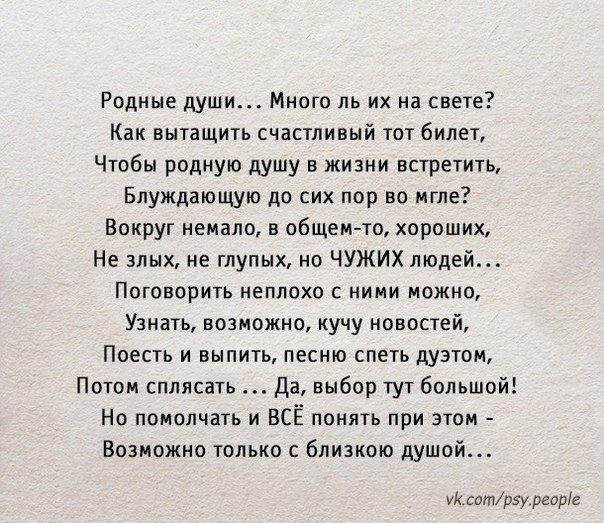 Родные души... Много ль их на свете?
Как вытащить счастливый тот билет,
Чтобы родную душу в жизни встретить,
Блуждающую до сих пор во мгле?
Вокруг немало, в общем-то, хороших,
Не злых, не глупых, но ЧУЖИХ людей...
Поговорить неплохо с ними можно,
Узнать, возможно, кучу новостей,
Поесть и выпить, песню спеть дуэтом,
Потом сплясать ... Да, выбор тут большой!
Но помолчать и ВСЁ понять при этом -
Возможно только с близкою душой...
vk.com/psy.people